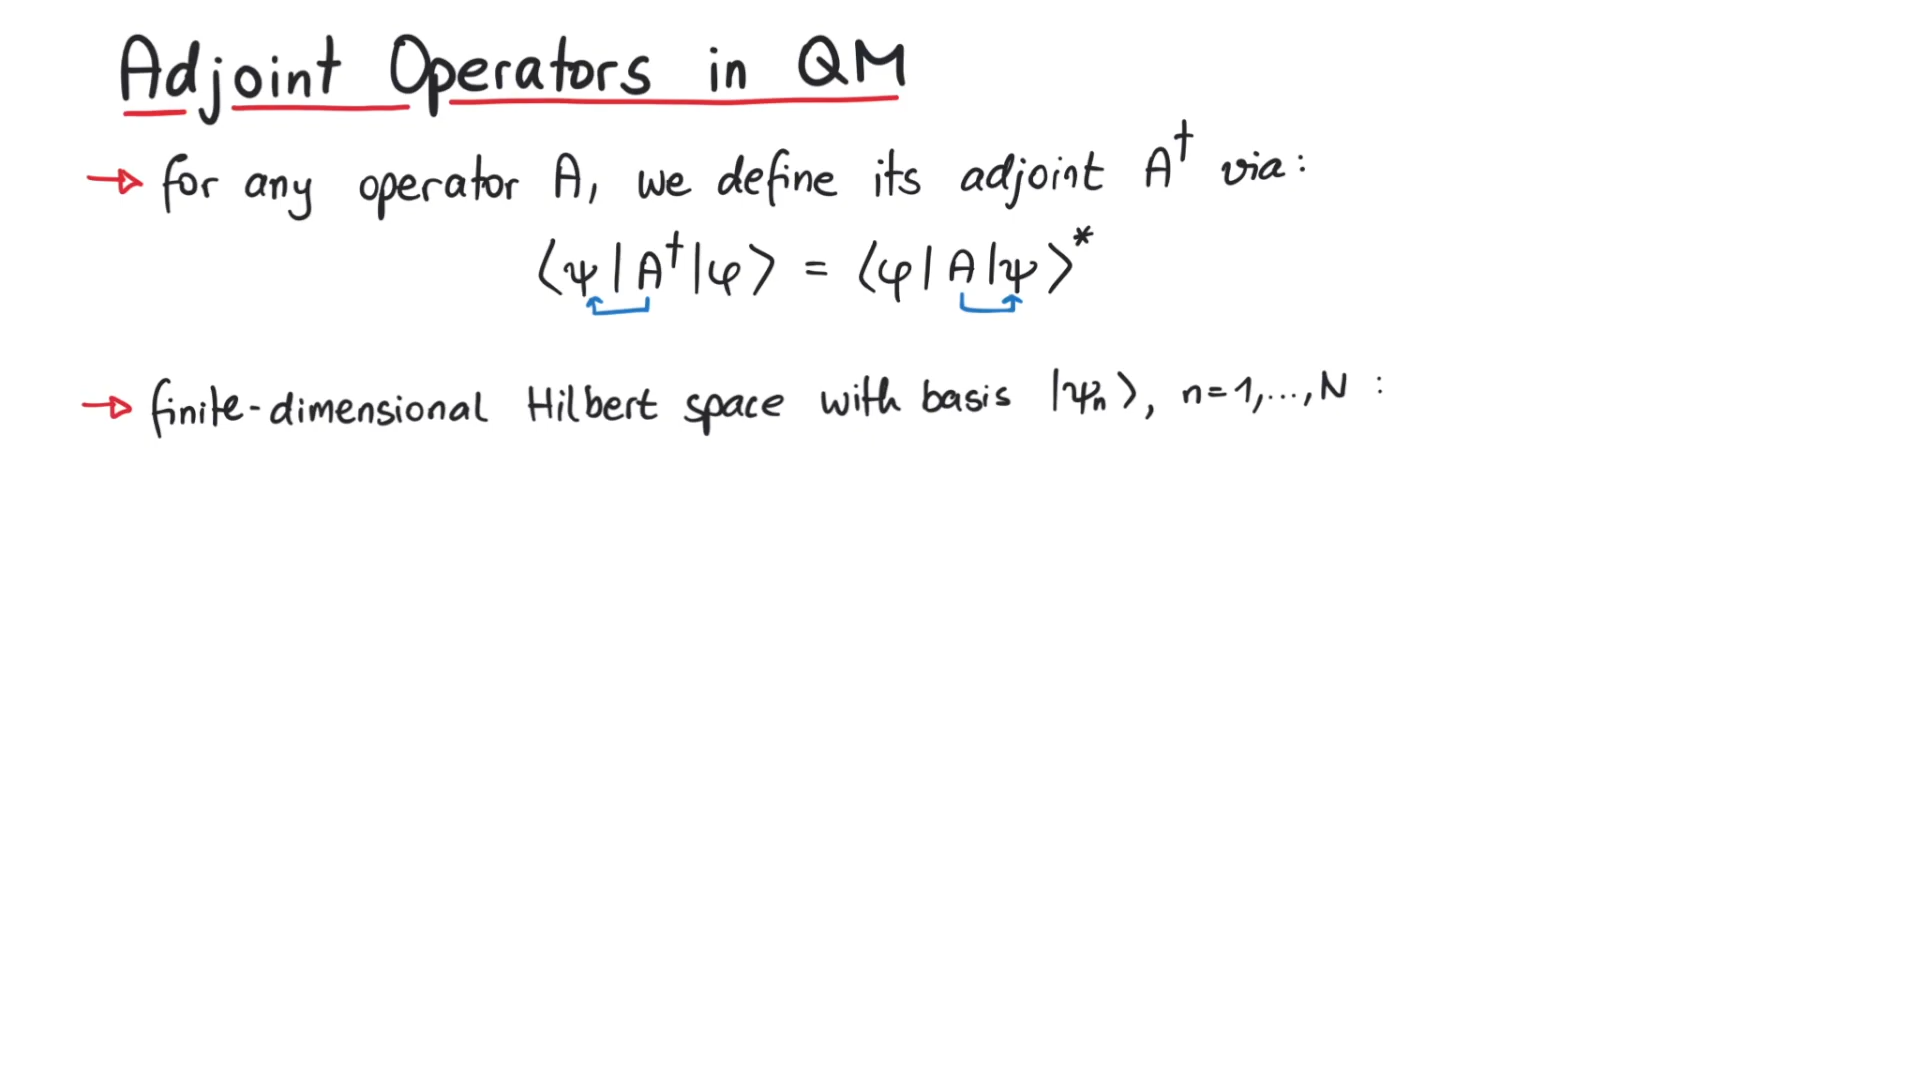 Adjoint Operators in QM
→ for any operator A, we define its adjoint A† via:
⟨ψ|A†|φ⟩ = ⟨φ|A|ψ⟩*
→ finite-dimensional Hilbert space with basis |ψₙ⟩, n=1,...,N :